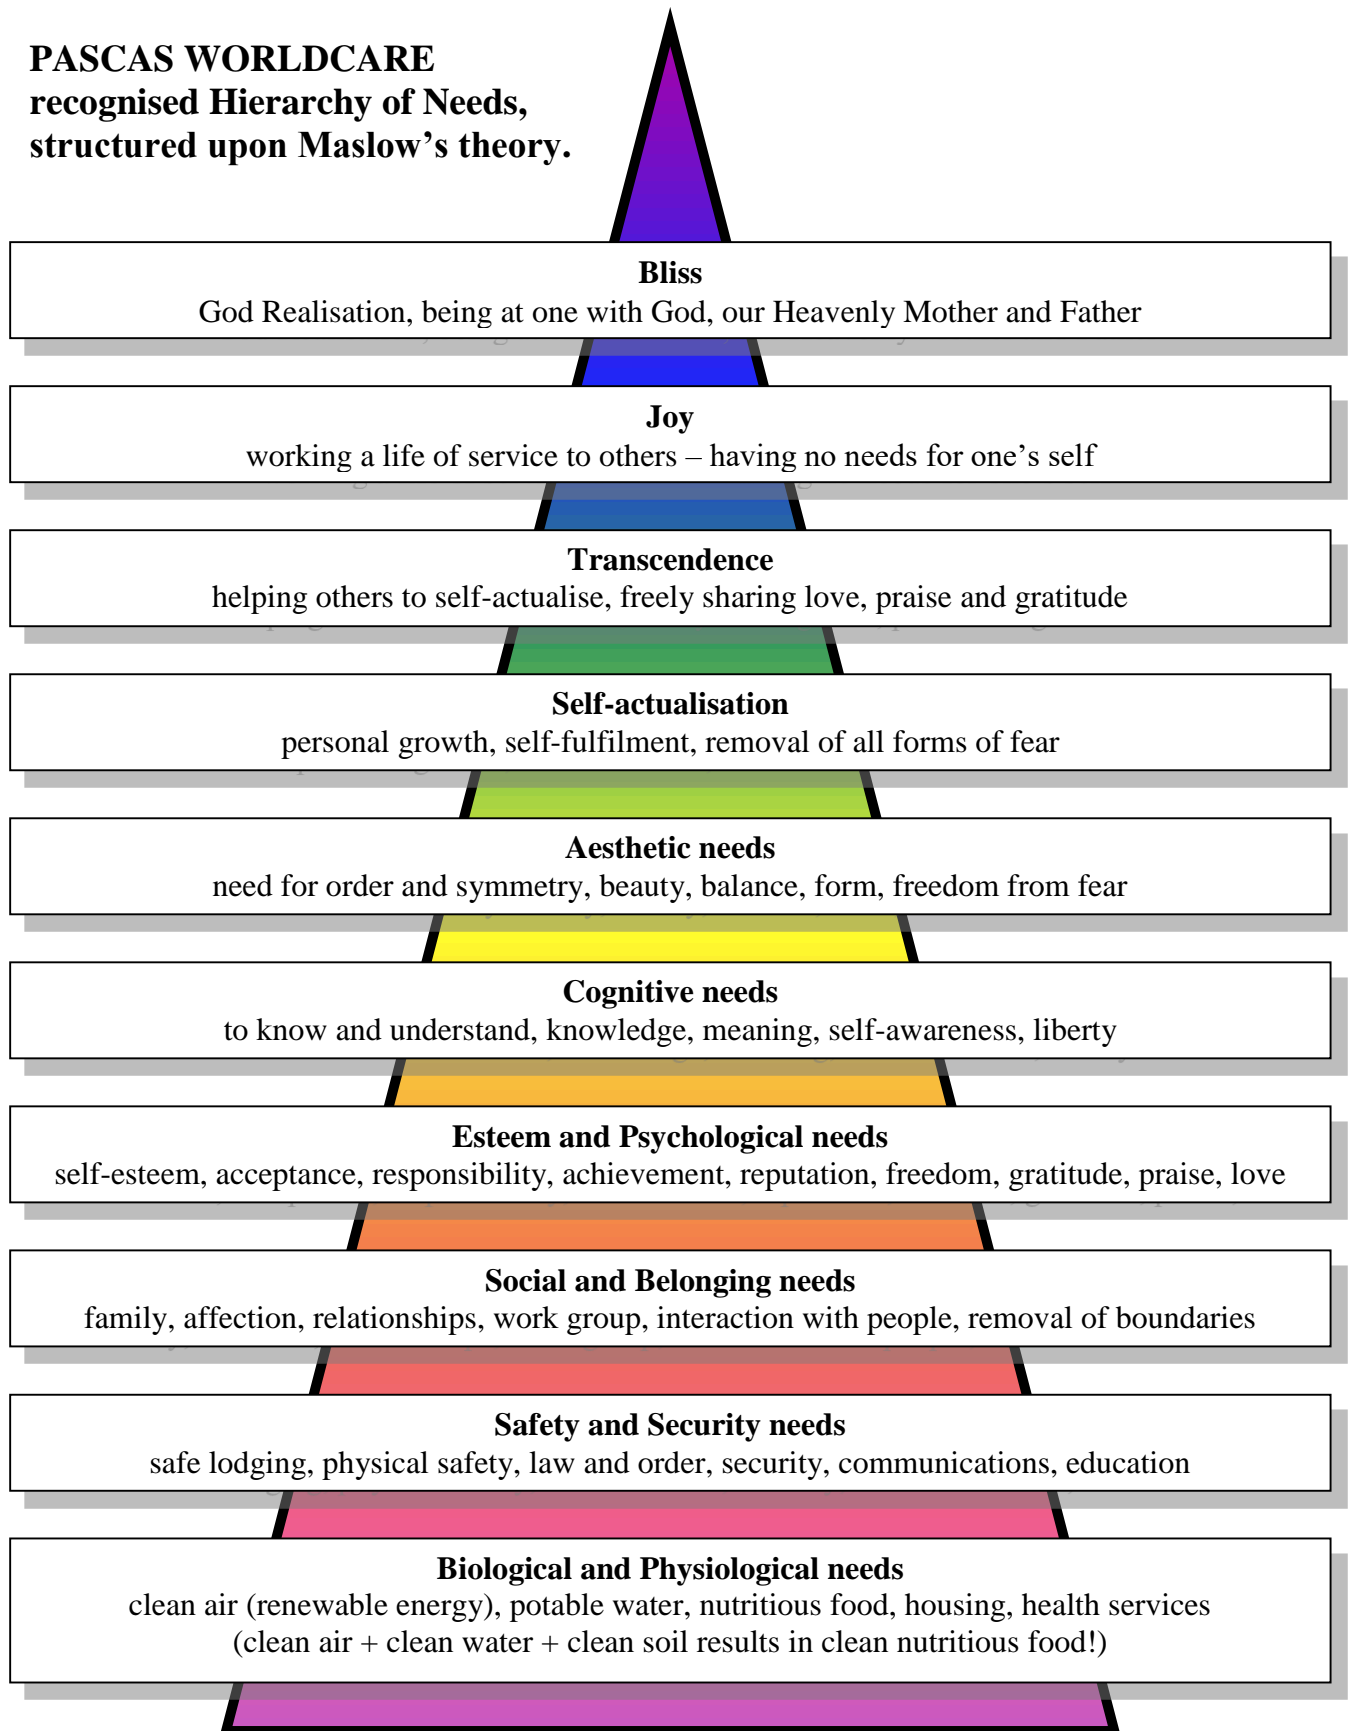 PASCAS WORLDCARE
recognised Hierarchy of Needs,
structured upon Maslow’s theory.
Bliss
God Realisation, being at one with God, our Heavenly Mother and Father
Joy
working a life of service to others – having no needs for one’s self
Transcendence
helping others to self-actualise, freely sharing love, praise and gratitude
Self-actualisation
personal growth, self-fulfilment, removal of all forms of fear
Aesthetic needs
need for order and symmetry, beauty, balance, form, freedom from fear
Cognitive needs
to know and understand, knowledge, meaning, self-awareness, liberty
Esteem and Psychological needs
self-esteem, acceptance, responsibility, achievement, reputation, freedom, gratitude, praise, love
Social and Belonging needs
family, affection, relationships, work group, interaction with people, removal of boundaries
Safety and Security needs
safe lodging, physical safety, law and order, security, communications, education
Biological and Physiological needs
clean air (renewable energy), potable water, nutritious food, housing, health services
(clean air + clean water + clean soil results in clean nutritious food!)